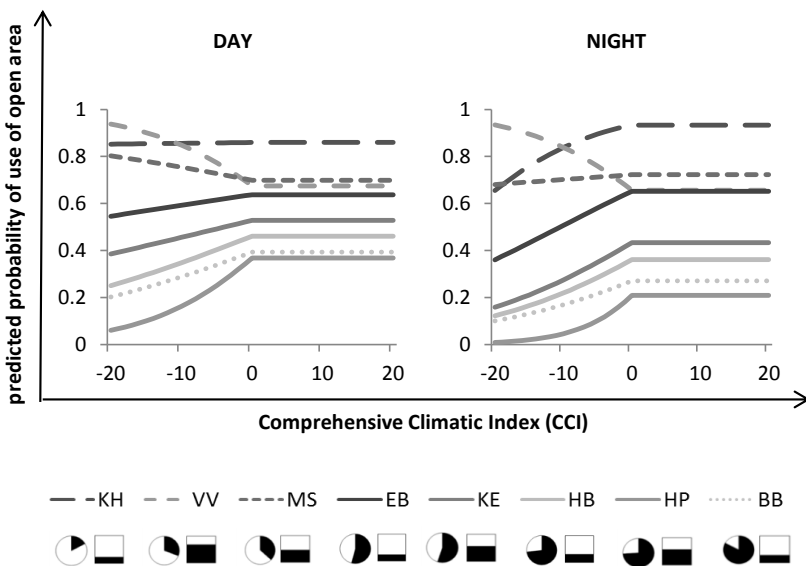 DAY NIGHT
predicted probability of use of open area
1 1
0.8 0.8
0.6 0.6
0.4 0.4
0.2 0.2
0 0
-20 -10 0 10 20 -20 -10 0 10 20
Comprehensive Climatic Index (CCI)
KH VV MS EB KE HB HP BB